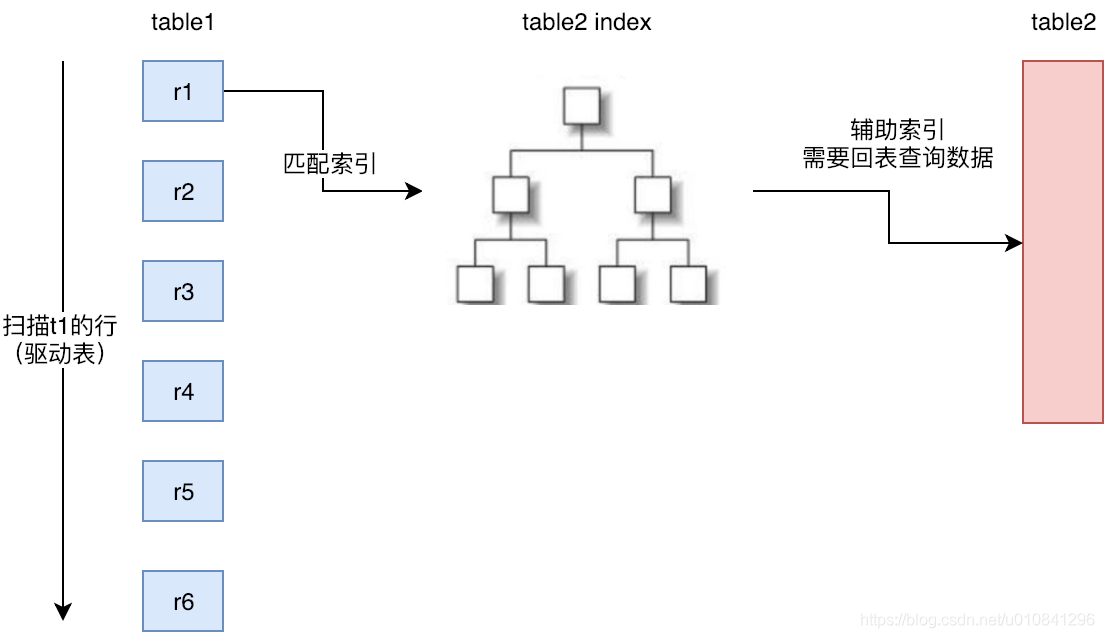 table1
table2 index
table2
r1
匹配索引
辅助索引
需要回表查询数据
r2
r3
扫描t1的行
（驱动表）
r4
r5
r6
https://blog.csdn.net/u010841296